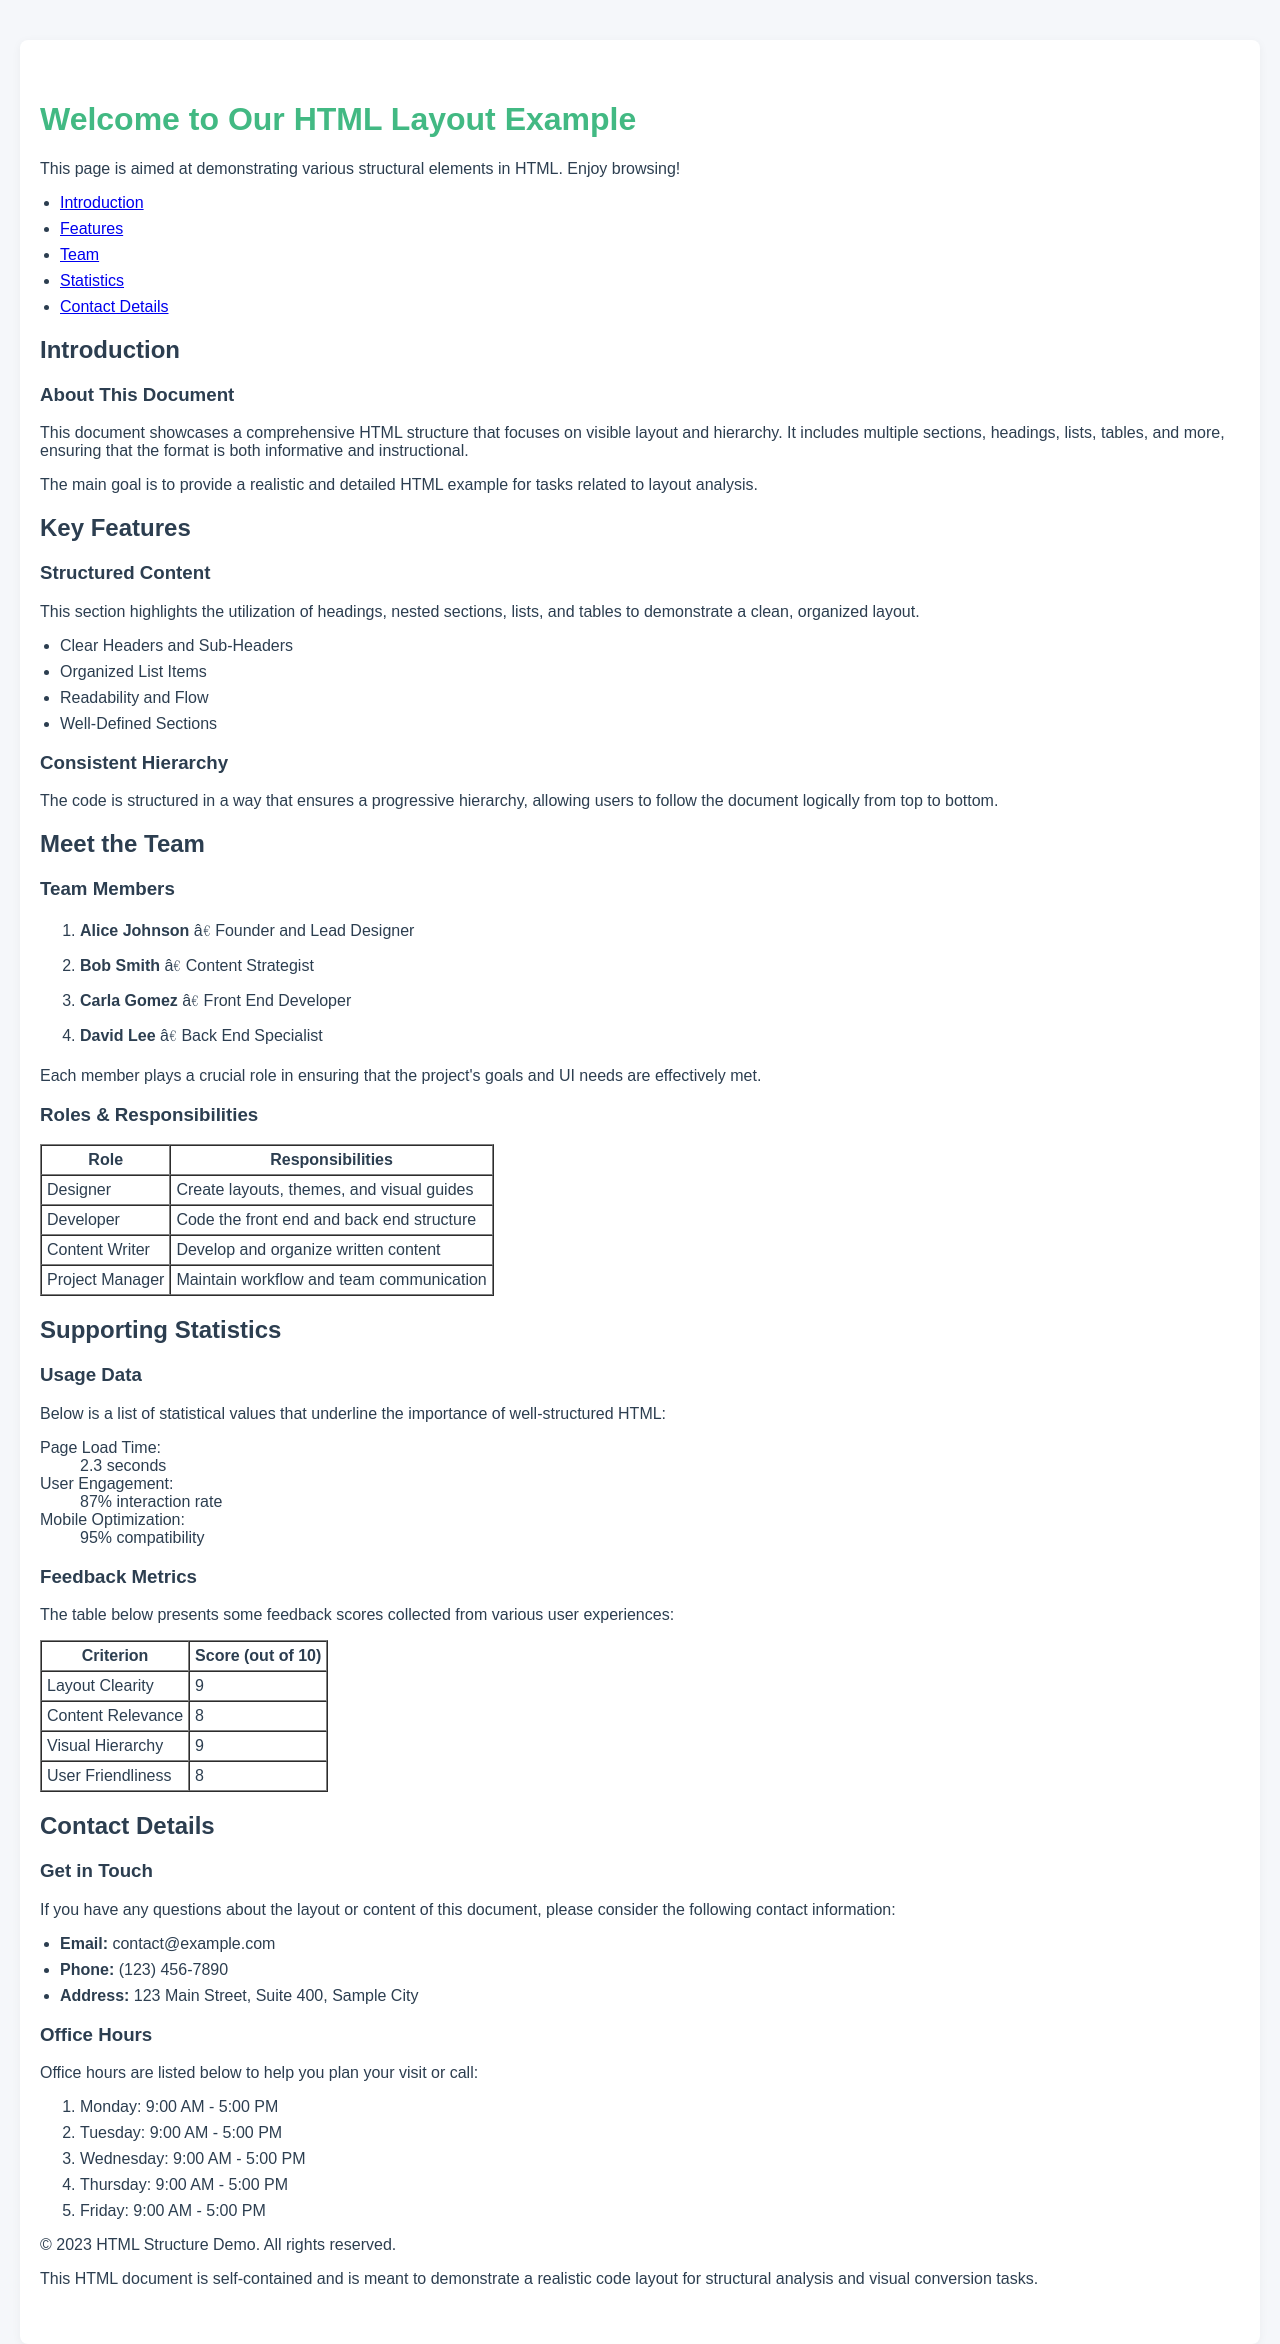 Welcome to Our HTML Layout Example
This page is aimed at demonstrating various structural elements in HTML. Enjoy browsing!
Introduction
Features
Team
Statistics
Contact Details
Introduction
About This Document
This document showcases a comprehensive HTML structure that focuses on visible layout and hierarchy. It includes multiple sections, headings, lists, tables, and more,
ensuring that the format is both informative and instructional.
The main goal is to provide a realistic and detailed HTML example for tasks related to layout analysis.
Key Features
Structured Content
This section highlights the utilization of headings, nested sections, lists, and tables to demonstrate a clean, organized layout.
Clear Headers and Sub-Headers
Organized List Items
Readability and Flow
Well-Defined Sections
Consistent Hierarchy
The code is structured in a way that ensures a progressive hierarchy, allowing users to follow the document logically from top to bottom.
Meet the Team
Team Members
1. Alice Johnson â€ Founder and Lead Designer
2. Bob Smith â€ Content Strategist
3. Carla Gomez â€ Front End Developer
4. David Lee â€ Back End Specialist
Each member plays a crucial role in ensuring that the project's goals and UI needs are effectively met.
Roles & Responsibilities
Role Responsibilities
Designer Create layouts, themes, and visual guides
Developer Code the front end and back end structure
Content Writer Develop and organize written content
Project Manager Maintain workflow and team communication
Supporting Statistics
Usage Data
Below is a list of statistical values that underline the importance of well-structured HTML:
Page Load Time:
2.3 seconds
User Engagement:
87% interaction rate
Mobile Optimization:
95% compatibility
Feedback Metrics
The table below presents some feedback scores collected from various user experiences:
Criterion Score (out of 10)
Layout Clearity 9
Content Relevance 8
Visual Hierarchy 9
User Friendliness 8
Contact Details
Get in Touch
If you have any questions about the layout or content of this document, please consider the following contact information:
Email: contact@example.com
Phone: (123) 456-7890
Address: 123 Main Street, Suite 400, Sample City
Office Hours
Office hours are listed below to help you plan your visit or call:
1. Monday: 9:00 AM - 5:00 PM
2. Tuesday: 9:00 AM - 5:00 PM
3. Wednesday: 9:00 AM - 5:00 PM
4. Thursday: 9:00 AM - 5:00 PM
5. Friday: 9:00 AM - 5:00 PM
© 2023 HTML Structure Demo. All rights reserved.
This HTML document is self-contained and is meant to demonstrate a realistic code layout for structural analysis and visual conversion tasks.